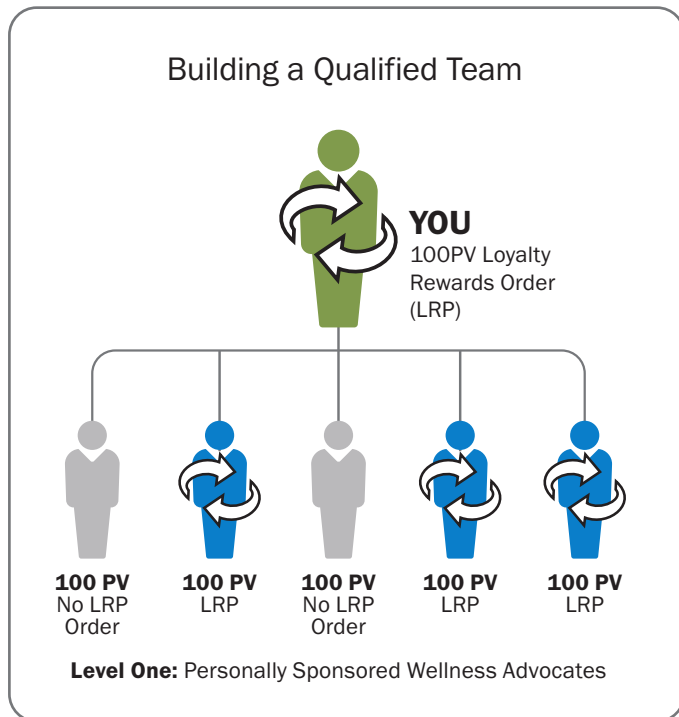 Building a Qualified Team
YOU
100PV Loyalty
Rewards Order
(LRP)
100 PV
No LRP
Order
100 PV
LRP
100 PV
No LRP
Order
100 PV
LRP
100 PV
LRP
Level One: Personally Sponsored Wellness Advocates